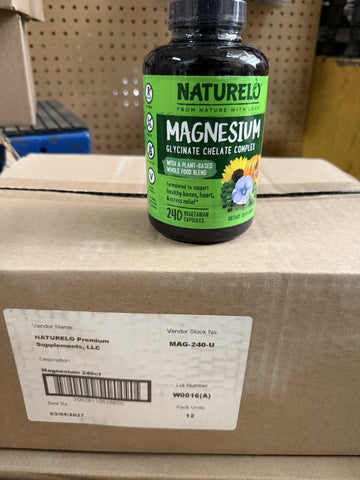 NATURELO
FROM NATURE WITH LOVE
MAGNESIUM
GLYCINATE CHELATE COMPLEX
WITH A PLANT-BASED
WHOLE FOOD BLEND
Formulated to support
healthy bones, heart,
& stress relief*
240 VEGETARIAN
CAPSULES
DIETARY SUPPLEMENT
Vendor Name
NATURELO Premium
Supplements, LLC
Vendor Stock No
MAG-240-U
Description
Magnesium 240ct
Lot Number
W0016(A)
Best By
03/04/2027
Pack Units
12